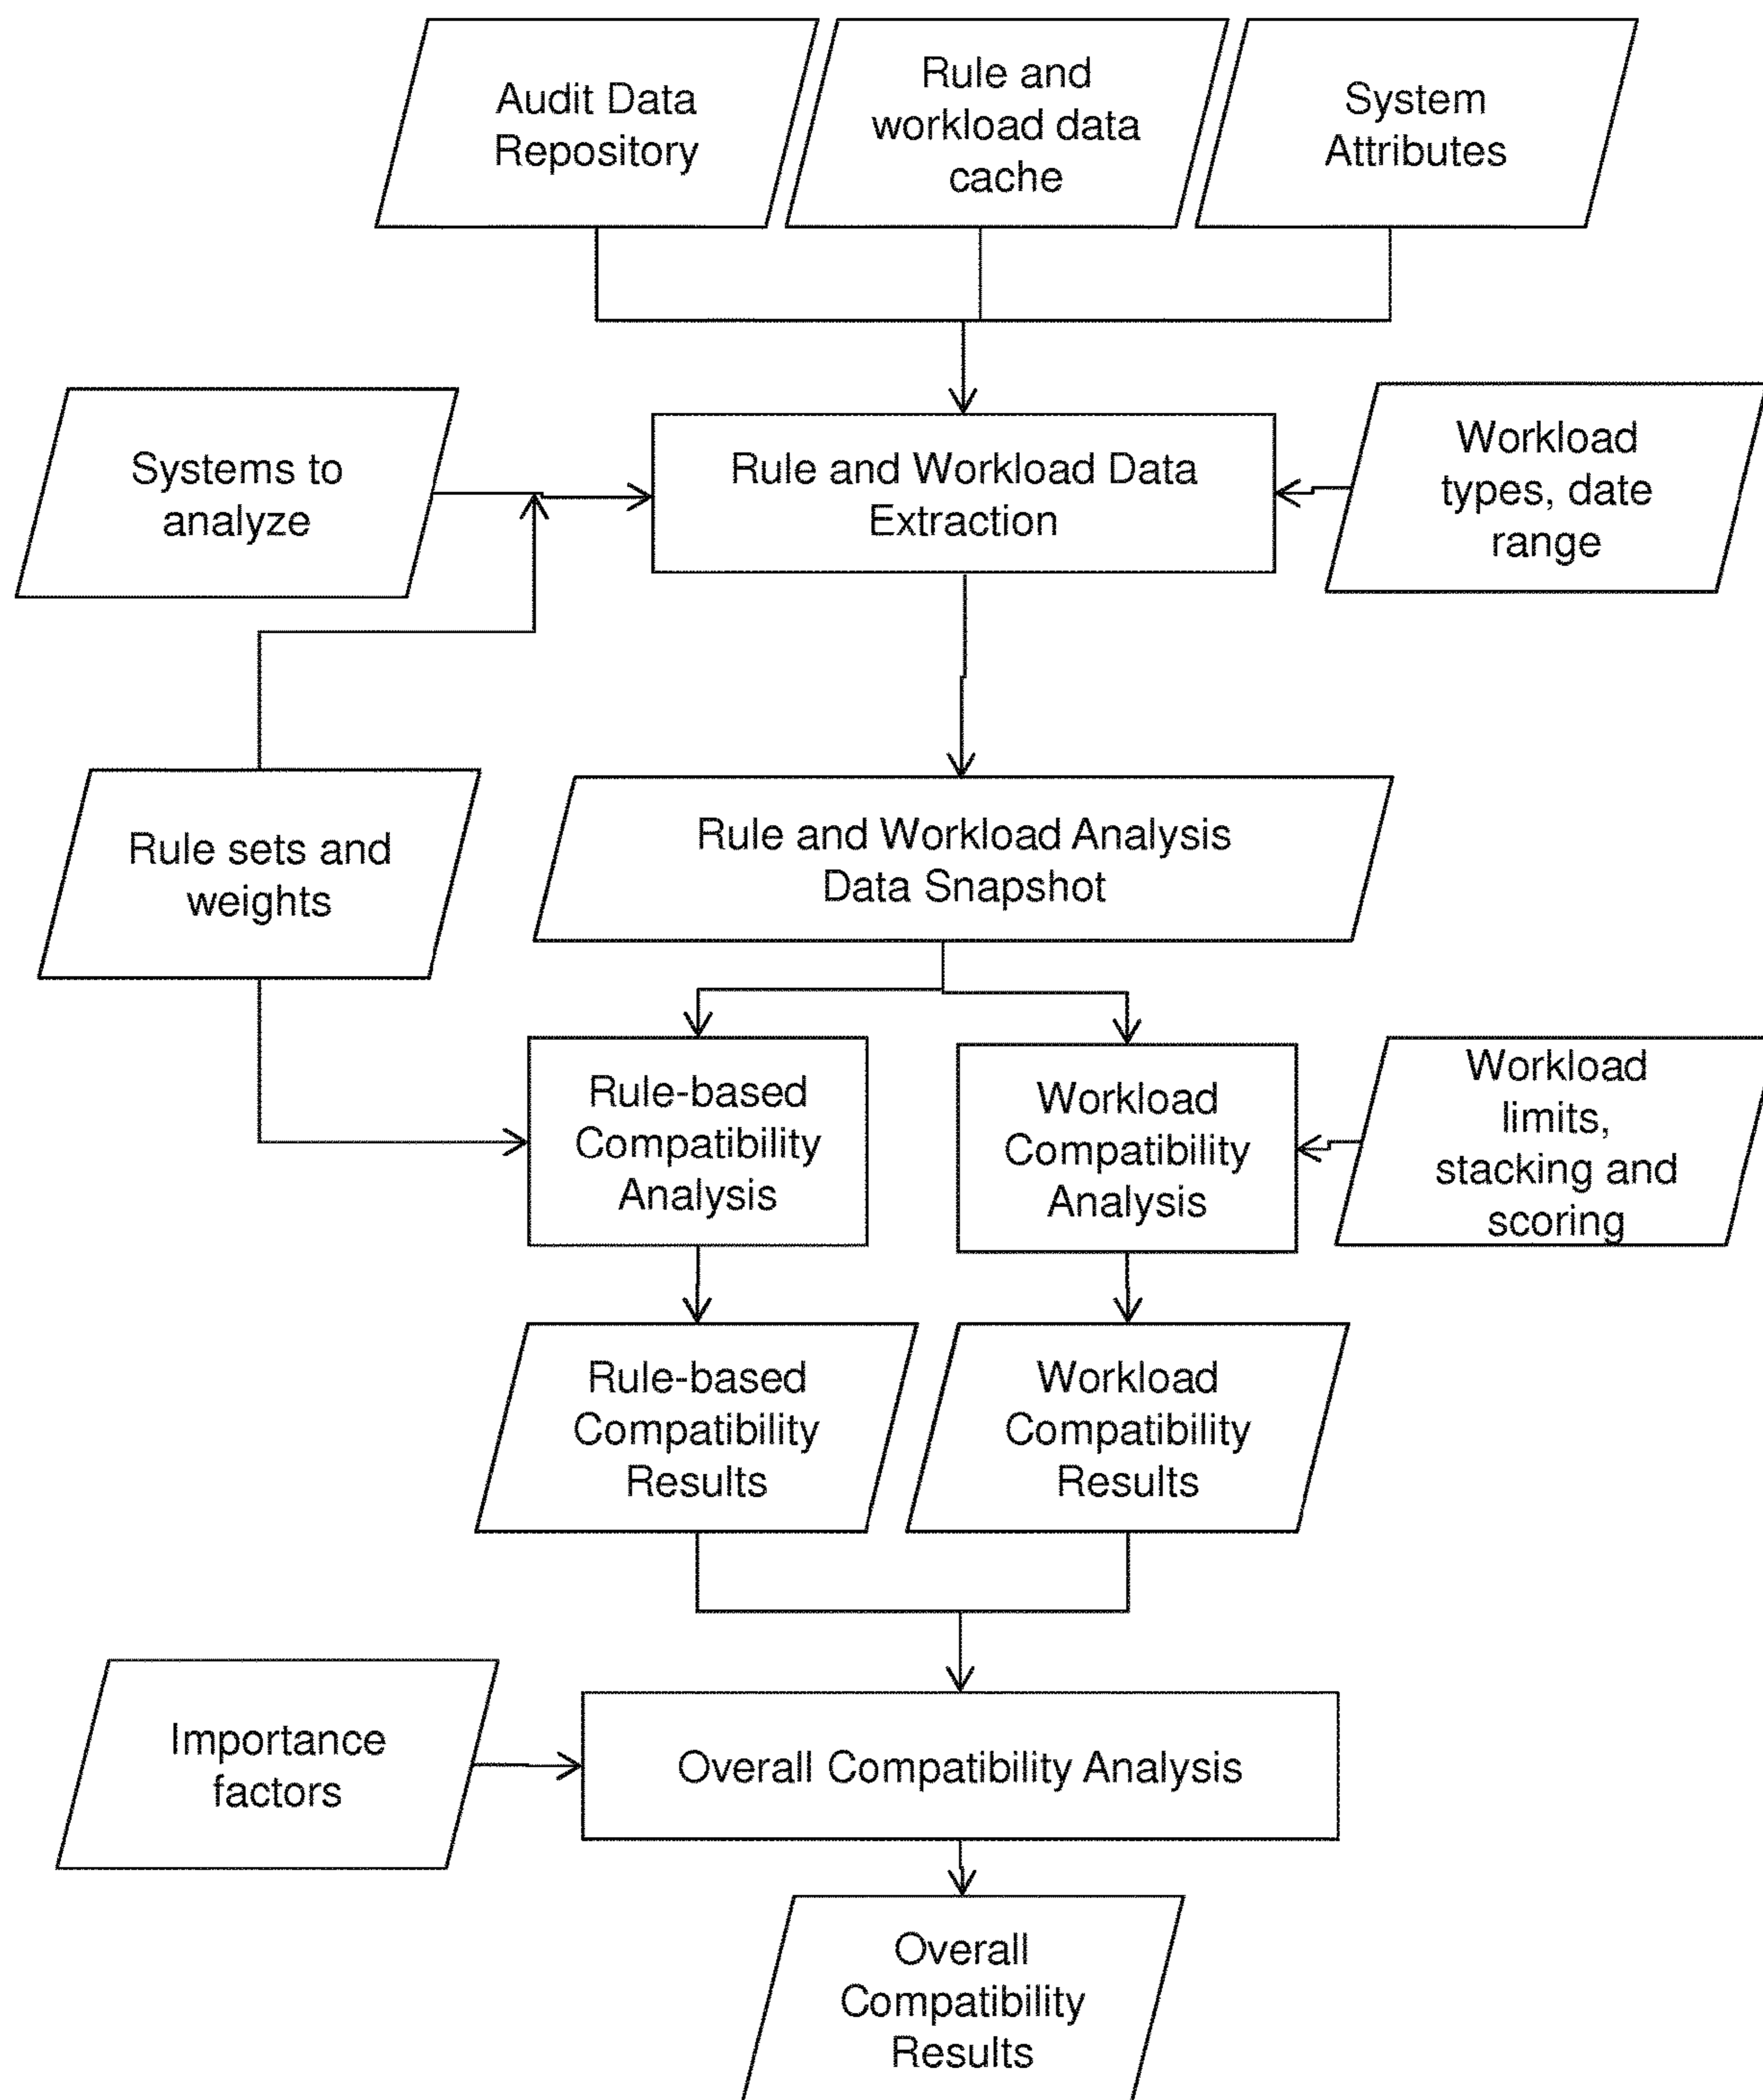 Audit Data
Repository
Rule and
workload data
cache
System
Attributes
Systems to
analyze
Rule and Workload Data
Extraction
Workload
types, date
range
Rule sets and
weights
Rule and Workload Analysis
Data Snapshot
Rule-based
Compatibility
Analysis
Workload
Compatibility
Analysis
Workload
limits,
stacking and
scoring
Rule-based
Compatibility
Results
Workload
Compatibility
Results
Importance
factors
Overall Compatibility Analysis
Overall
Compatibility
Results